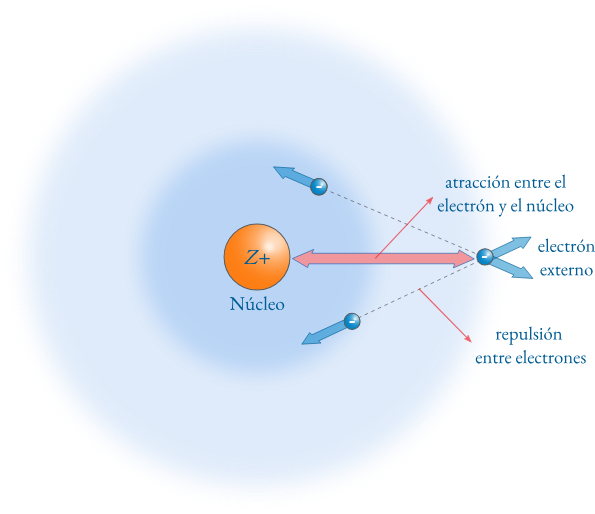 atracción entre el
electrón y el núcleo
-
Z+
-
electrón
externo
Núcleo
-
repulsión
entre electrones